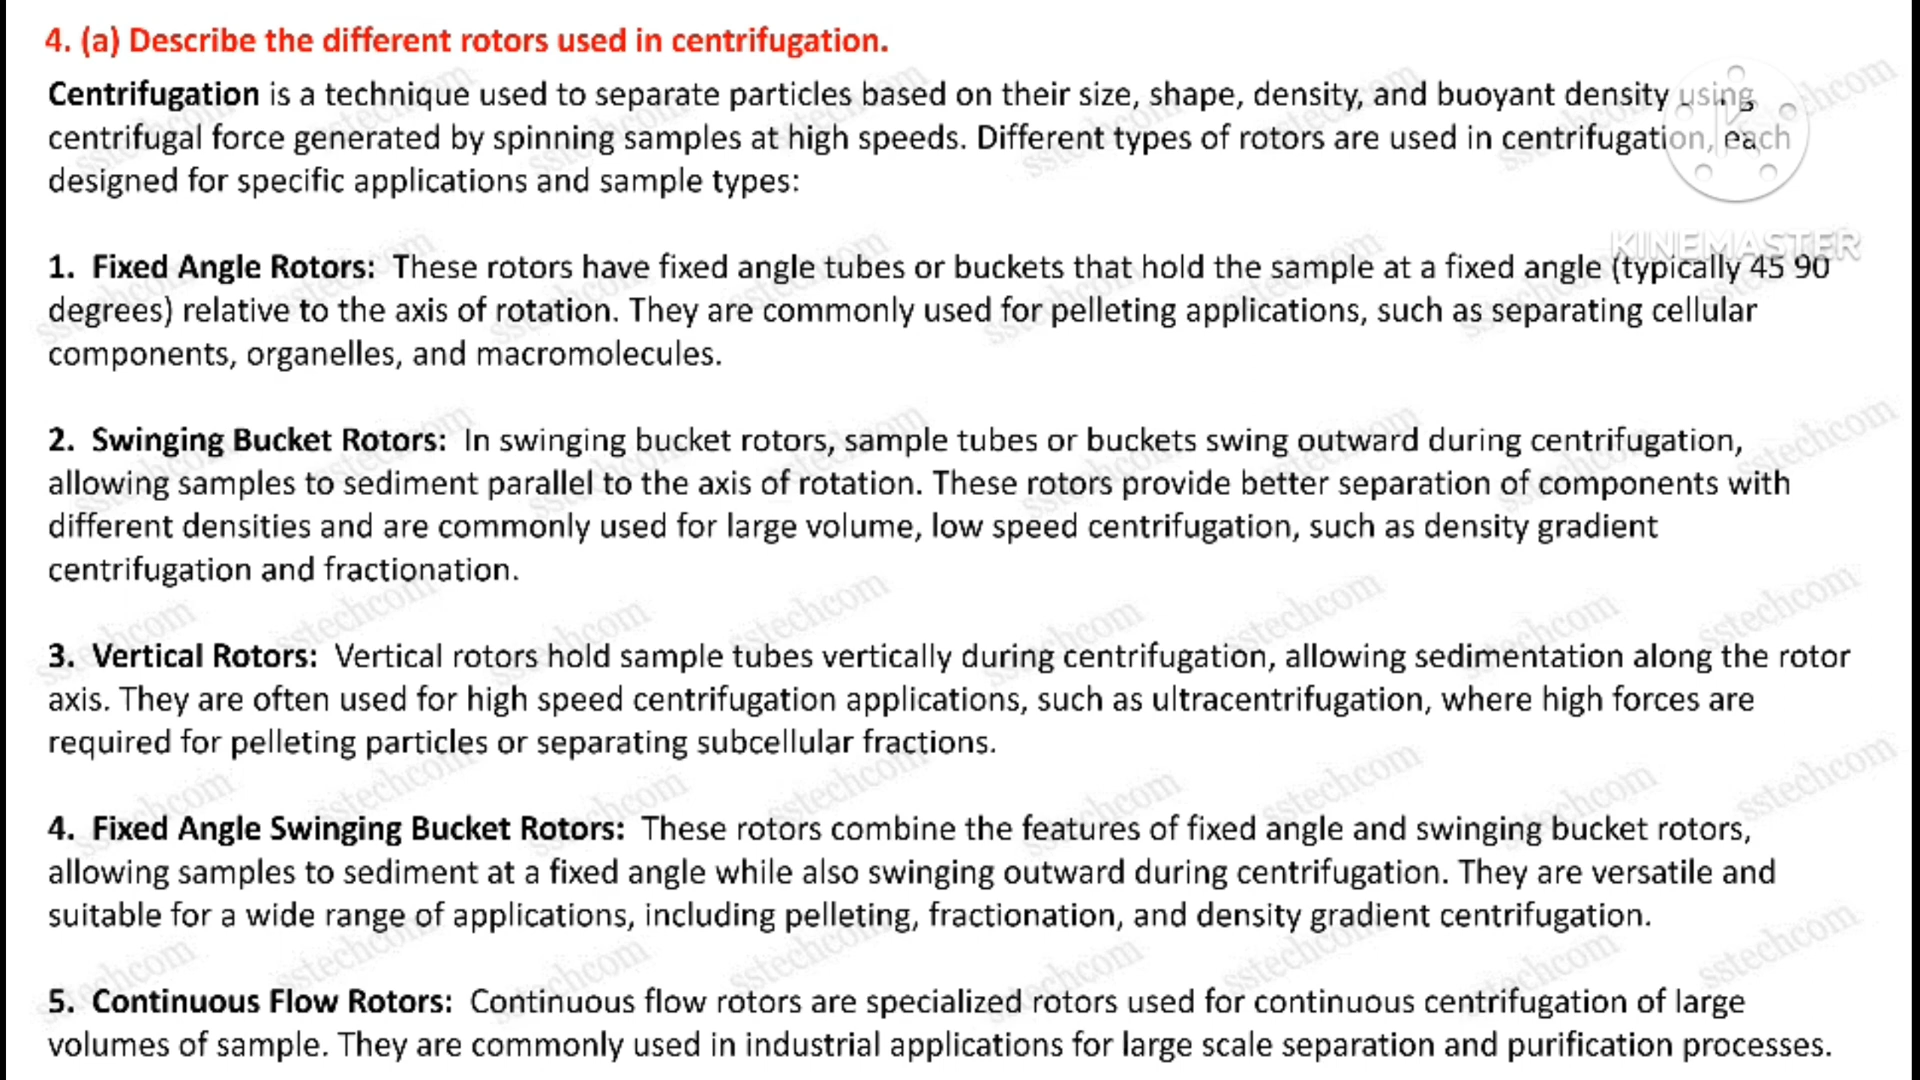 4. (a) Describe the different rotors used in centrifugation.
Centrifugation is a technique used to separate particles based on their size, shape, density, and buoyant density using
centrifugal force generated by spinning samples at high speeds. Different types of rotors are used in centrifugation, each
designed for specific applications and sample types:
KINEMASTER
1. Fixed Angle Rotors: These rotors have fixed angle tubes or buckets that hold the sample at a fixed angle (typically 45 90
degrees) relative to the axis of rotation. They are commonly used for pelleting applications, such as separating cellular
components, organelles, and macromolecules.
2. Swinging Bucket Rotors: In swinging bucket rotors, sample tubes or buckets swing outward during centrifugation,
allowing samples to sediment parallel to the axis of rotation. These rotors provide better separation of components with
different densities and are commonly used for large volume, low speed centrifugation, such as density gradient
centrifugation and fractionation.
3. Vertical Rotors: Vertical rotors hold sample tubes vertically during centrifugation, allowing sedimentation along the rotor
axis. They are often used for high speed centrifugation applications, such as ultracentrifugation, where high forces are
required for pelleting particles or separating subcellular fractions.
4. Fixed Angle Swinging Bucket Rotors: These rotors combine the features of fixed angle and swinging bucket rotors,
allowing samples to sediment at a fixed angle while also swinging outward during centrifugation. They are versatile and
suitable for a wide range of applications, including pelleting, fractionation, and density gradient centrifugation.
5. Continuous Flow Rotors: Continuous flow rotors are specialized rotors used for continuous centrifugation of large
volumes of sample. They are commonly used in industrial applications for large scale separation and purification processes.
sstechcom